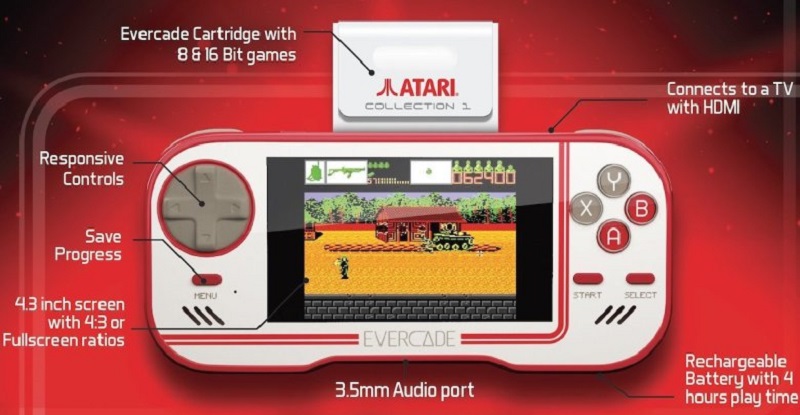 Evercade Cartridge with
8 & 16 Bit games
ATARI
COLLECTION 1
Connects to a TV
with HDMI
Responsive
Controls
062400
Y
X
B
A
Save
Progress
MENU
START
SELECT
4.3 inch screen
with 4:3 or
Fullscreen ratios
EVERCADE
3.5mm Audio port
Rechargeable
Battery with 4
hours play time